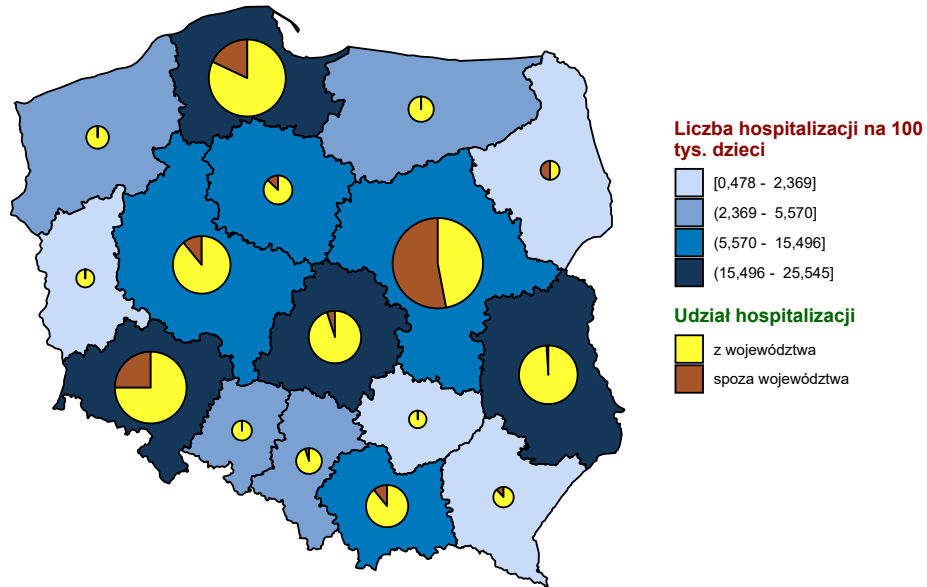 Liczba hospitalizacji na 100
tys. dzieci
[0,478 - 2,369]
(2,369 - 5,570]
(5,570 - 15,496]
(15,496 - 25,545]
Udział hospitalizacji
z województwa
spoza województwa